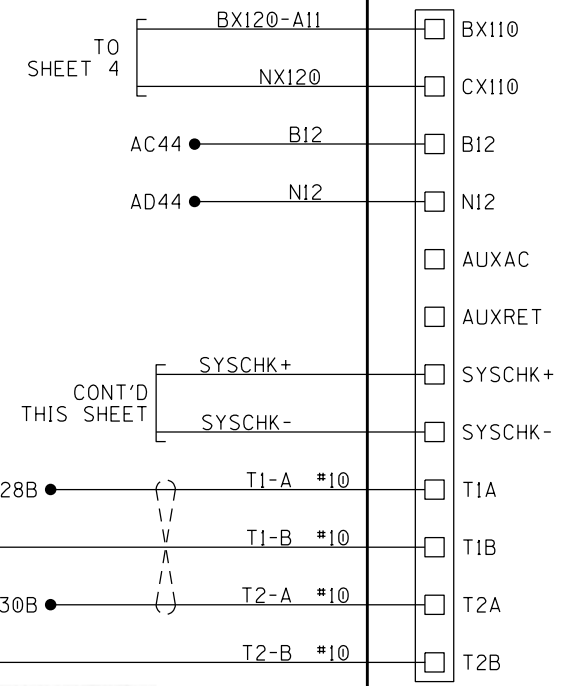 BX120-A11 BX110
TO
SHEET 4
NX120 CX110
AC44 B12 B12
AD44 N12 N12
AUXAC
AUXRET
SYSCHK+ SYSCHK+
CONT'D
THIS SHEET
SYSCHK- SYSCHK-
28B T1-A #10 T1A
T1-B #10 T1B
30B T2-A #10 T2A
T2-B #10 T2B